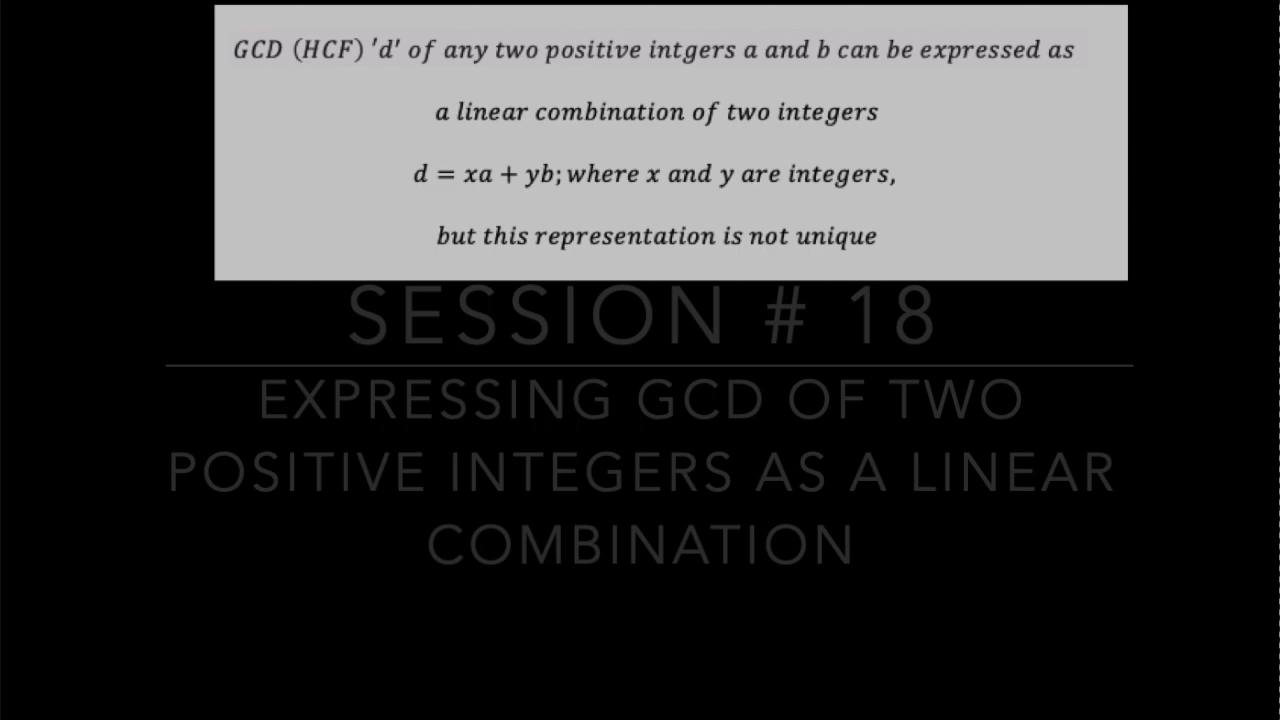 GCD (HCF) 'd' of any two positive intgers a and b can be expressed as
a linear combination of two integers
d = xa + yb; where x and y are integers,
but this representation is not unique
SESSION # 18
EXPRESSING GCD OF TWO
POSITIVE INTEGERS AS A LINEAR
COMBINATION